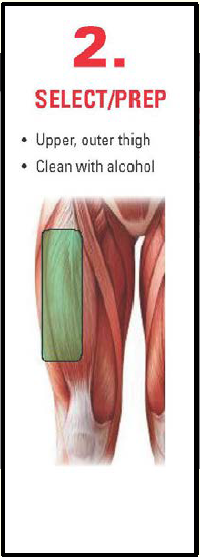 2.
SELECT/PREP
• Upper, outer thigh
• Clean with alcohol